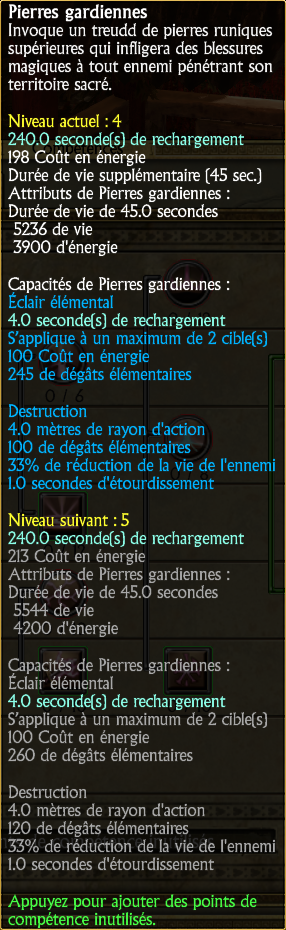 Pierres gardiennes
Invoque un treudd de pierres runiques
supérieures qui infligera des blessures
magiques à tout ennemi pénétrant son
territoire sacré.
Niveau actuel : 4
240.0 seconde(s) de rechargement
198 Coût en énergie
Durée de vie supplémentaire (45 sec.)
Attributs de Pierres gardiennes :
Durée de vie de 45.0 secondes
5236 de vie
3900 d'énergie
Capacités de Pierres gardiennes :
Éclair élémental
4.0 seconde(s) de rechargement
S'applique à un maximum de 2 cible(s)
100 Coût en énergie
245 de dégâts élémentaires
Destruction
4.0 mètres de rayon d'action
100 de dégâts élémentaires
33% de réduction de la vie de l'ennemi
1.0 secondes d'étourdissement
Niveau suivant : 5
240.0 seconde(s) de rechargement
213 Coût en énergie
Attributs de Pierres gardiennes :
Durée de vie de 45.0 secondes
5544 de vie
4200 d'énergie
Capacités de Pierres gardiennes :
Éclair élémental
4.0 seconde(s) de rechargement
S'applique à un maximum de 2 cible(s)
100 Coût en énergie
260 de dégâts élémentaires
Destruction
4.0 mètres de rayon d'action
120 de dégâts élémentaires
33% de réduction de la vie de l'ennemi
1.0 secondes d'étourdissement
Appuyez pour ajouter des points de
compétence inutilisés.